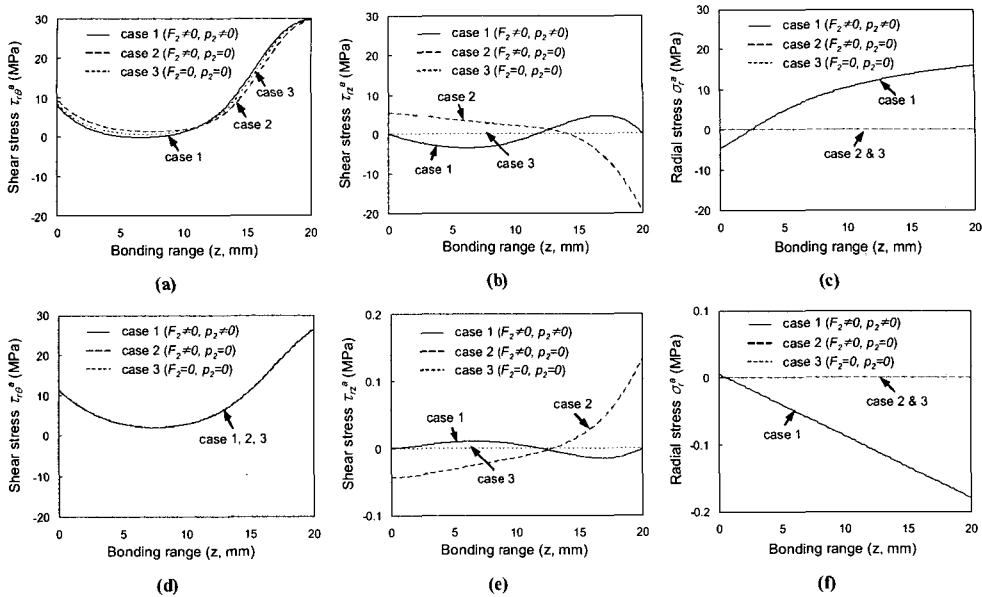 30
20
10
0
-10
-20
Shear stress τrθᵃ (MPa)
case 1 (F₂≠0, p₂≠0)
case 2 (F₂≠0, p₂=0)
case 3 (F₂=0, p₂=0)
case 3
case 2
case 1
0 5 10 15 20
Bonding range (z, mm)
(a)
30
20
10
0
-10
-20
Shear stress τrzᵃ (MPa)
case 1 (F₂≠0, p₂≠0)
case 2 (F₂≠0, p₂=0)
case 3 (F₂=0, p₂=0)
case 2
case 3
case 1
0 5 10 15 20
Bonding range (z, mm)
(b)
30
20
10
0
-10
-20
Radial stress σrᵃ (MPa)
case 1 (F₂≠0, p₂≠0)
case 2 (F₂≠0, p₂=0)
case 3 (F₂=0, p₂=0)
case 1
case 2 & 3
0 5 10 15 20
Bonding range (z, mm)
(c)
30
20
10
0
-10
-20
Shear stress τrθᵃ (MPa)
case 1 (F₂≠0, p₂≠0)
case 2 (F₂≠0, p₂=0)
case 3 (F₂=0, p₂=0)
case 1, 2, 3
0 5 10 15 20
Bonding range (z, mm)
(d)
0.2
0.1
0
-0.1
Shear stress τrzᵃ (MPa)
case 1 (F₂≠0, p₂≠0)
case 2 (F₂≠0, p₂=0)
case 3 (F₂=0, p₂=0)
case 1
case 2
case 3
0 5 10 15 20
Bonding range (z, mm)
(e)
0.1
0
-0.1
-0.2
Radial stress σrᵃ (MPa)
case 1 (F₂≠0, p₂≠0)
case 2 (F₂≠0, p₂=0)
case 3 (F₂=0, p₂=0)
case 2 & 3
case 1
0 5 10 15 20
Bonding range (z, mm)
(f)